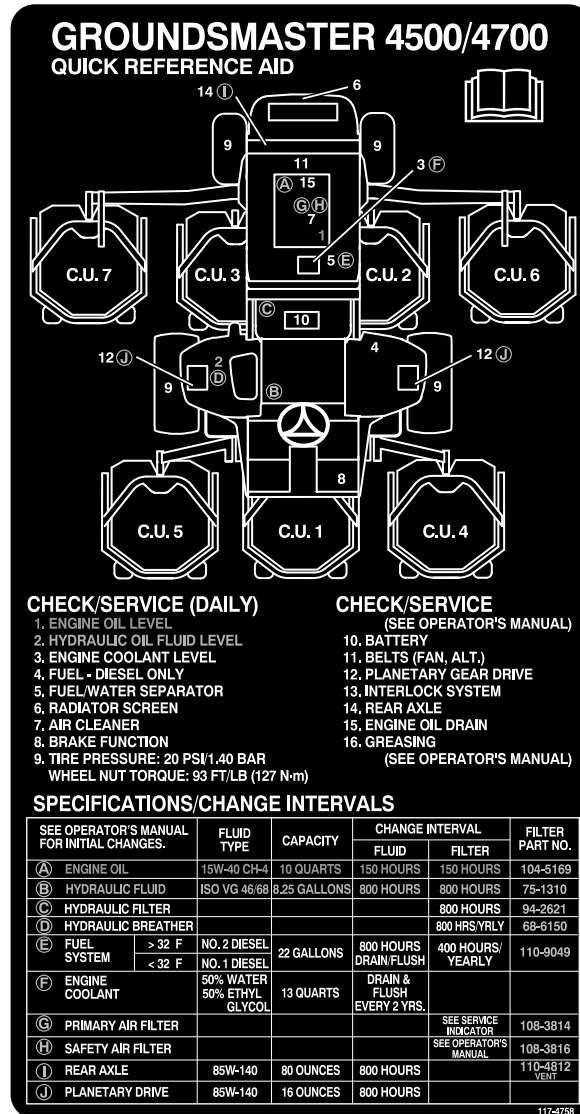 GROUNDSMASTER 4500/4700
QUICK REFERENCE AID
6
14 Ⓘ
9
9
11
3 Ⓕ
Ⓐ 15
Ⓖ Ⓗ
7
1
5 Ⓔ
C.U. 7
C.U. 3
C.U. 2
C.U. 6
Ⓒ
10
4
12 Ⓙ
2
Ⓓ
12 Ⓙ
9
Ⓑ
9
8
C.U. 5
C.U. 1
C.U. 4
CHECK/SERVICE (DAILY)
1. ENGINE OIL LEVEL
2. HYDRAULIC OIL FLUID LEVEL
3. ENGINE COOLANT LEVEL
4. FUEL - DIESEL ONLY
5. FUEL/WATER SEPARATOR
6. RADIATOR SCREEN
7. AIR CLEANER
8. BRAKE FUNCTION
9. TIRE PRESSURE: 20 PSI/1.40 BAR
WHEEL NUT TORQUE: 93 FT/LB (127 N·m)
CHECK/SERVICE
(SEE OPERATOR'S MANUAL)
10. BATTERY
11. BELTS (FAN, ALT.)
12. PLANETARY GEAR DRIVE
13. INTERLOCK SYSTEM
14. REAR AXLE
15. ENGINE OIL DRAIN
16. GREASING
(SEE OPERATOR'S MANUAL)
SPECIFICATIONS/CHANGE INTERVALS
SEE OPERATOR'S MANUAL FOR INITIAL CHANGES. FLUID TYPE CAPACITY CHANGE INTERVAL FILTER PART NO.
FLUID FILTER
Ⓐ ENGINE OIL 15W-40 CH-4 10 QUARTS 150 HOURS 150 HOURS 104-5169
Ⓑ HYDRAULIC FLUID ISO VG 46/68 8.25 GALLONS 800 HOURS 800 HOURS 75-1310
Ⓒ HYDRAULIC FILTER 800 HOURS 94-2621
Ⓓ HYDRAULIC BREATHER 800 HRS/YRLY 68-6150
Ⓔ FUEL SYSTEM > 32 F NO. 2 DIESEL 22 GALLONS 800 HOURS DRAIN/FLUSH 400 HOURS/ YEARLY 110-9049
< 32 F NO. 1 DIESEL
Ⓕ ENGINE COOLANT 50% WATER 50% ETHYL GLYCOL 13 QUARTS DRAIN & FLUSH EVERY 2 YRS.
Ⓖ PRIMARY AIR FILTER SEE SERVICE INDICATOR 108-3814
Ⓗ SAFETY AIR FILTER SEE OPERATOR'S MANUAL 108-3816
Ⓘ REAR AXLE 85W-140 80 OUNCES 800 HOURS 110-4812 VENT
Ⓙ PLANETARY DRIVE 85W-140 16 OUNCES 800 HOURS
117-4758